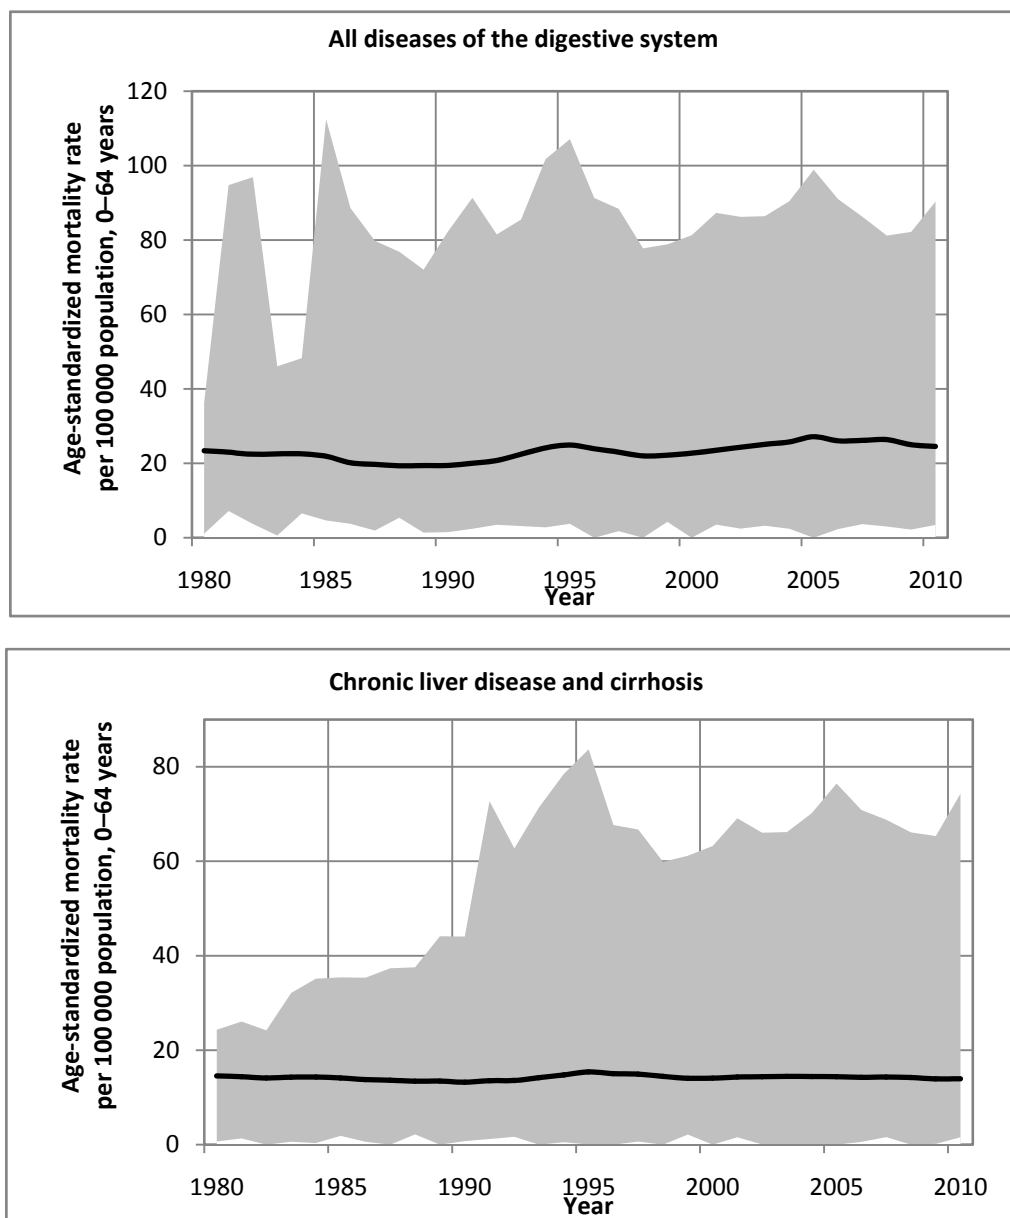 All diseases of the digestive system
Age-standardized mortality rate
per 100 000 population, 0–64 years
120
100
80
60
40
20
0
1980 1985 1990 1995 2000 2005 2010
Year
Chronic liver disease and cirrhosis
Age-standardized mortality rate
per 100 000 population, 0–64 years
80
60
40
20
0
1980 1985 1990 1995 2000 2005 2010
Year